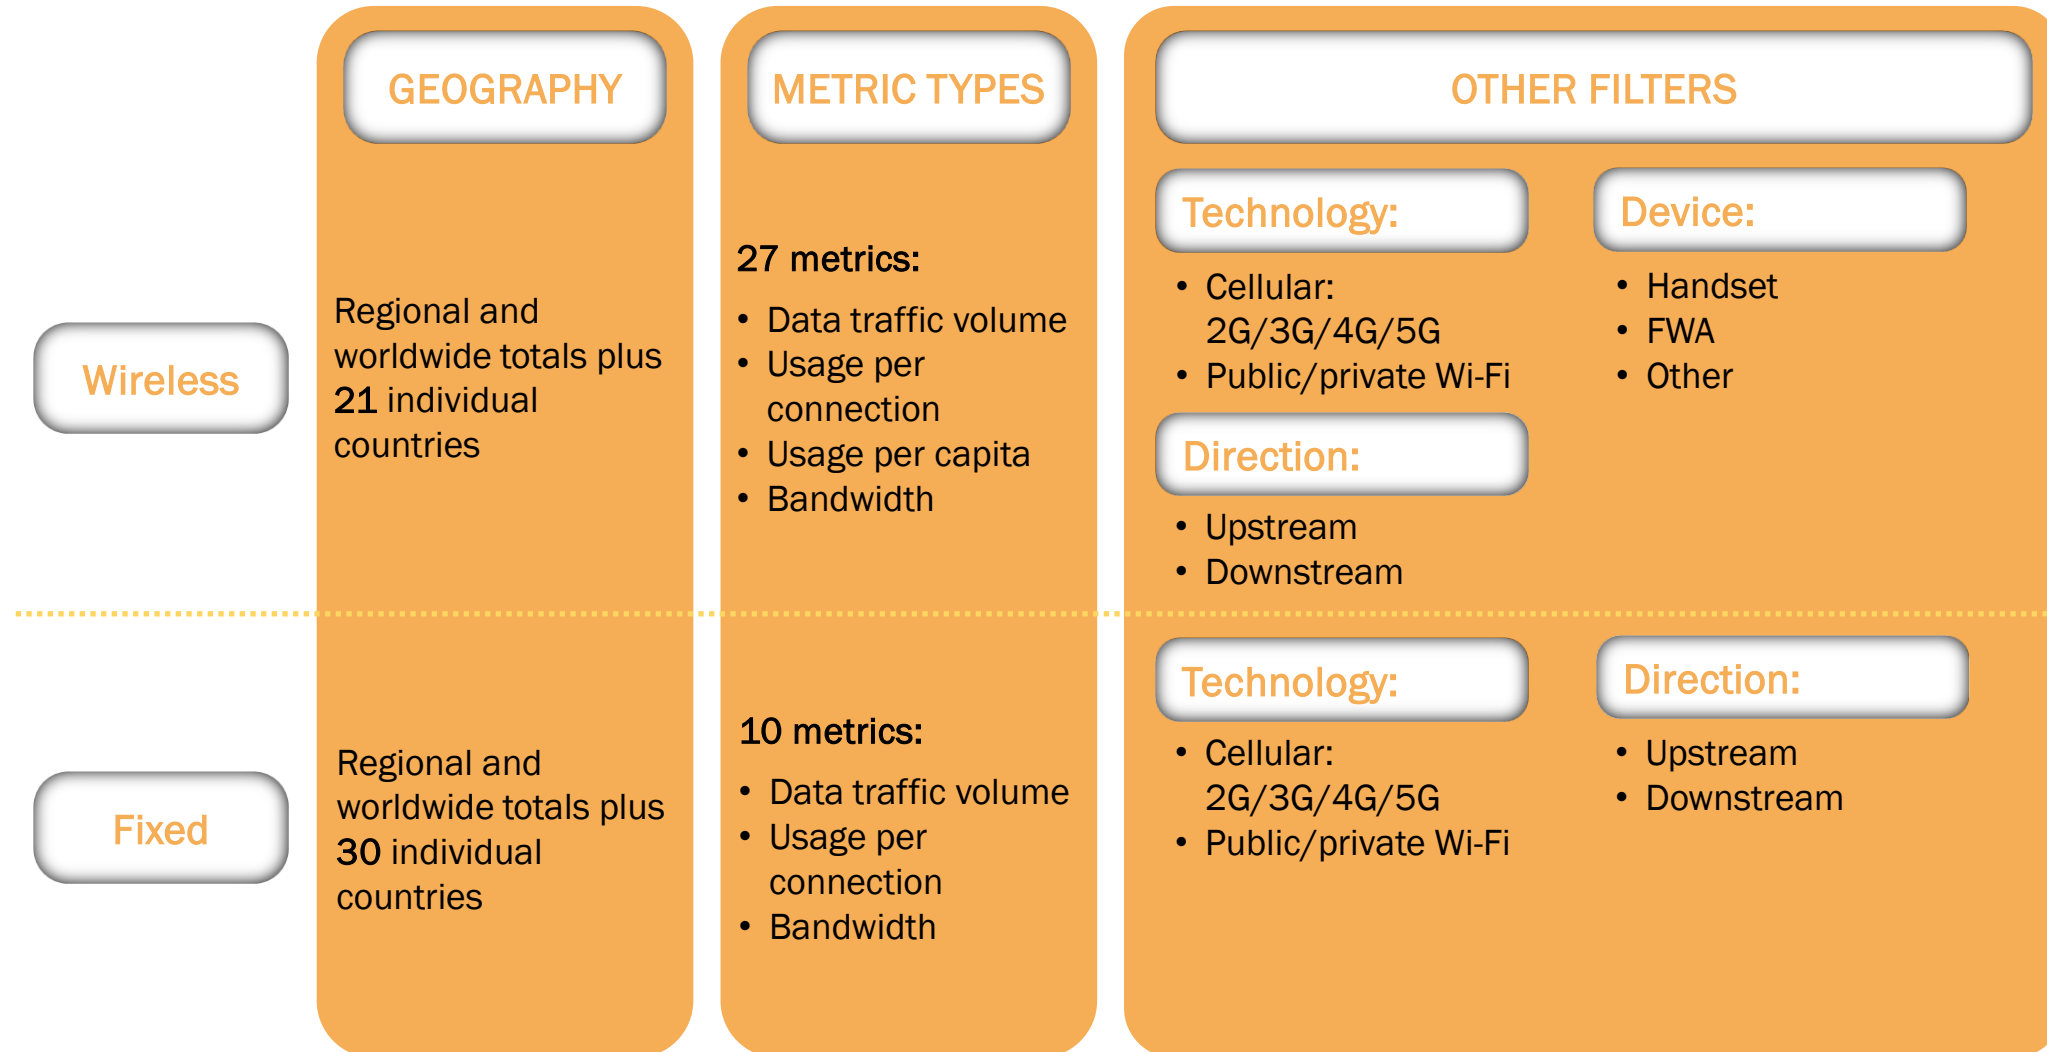 GEOGRAPHY
METRIC TYPES
OTHER FILTERS
Wireless
Regional and
worldwide totals plus
21 individual
countries
27 metrics:
• Data traffic volume
• Usage per
connection
• Usage per capita
• Bandwidth
Technology:
• Cellular:
2G/3G/4G/5G
• Public/private Wi-Fi
Device:
• Handset
• FWA
• Other
Direction:
• Upstream
• Downstream
Fixed
Regional and
worldwide totals plus
30 individual
countries
10 metrics:
• Data traffic volume
• Usage per
connection
• Bandwidth
Technology:
• Cellular:
2G/3G/4G/5G
• Public/private Wi-Fi
Direction:
• Upstream
• Downstream